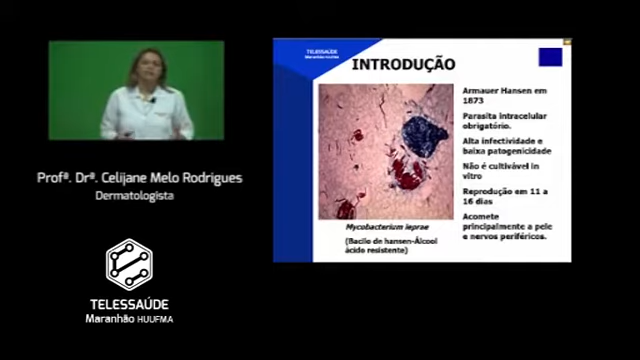 Profª. Drª. Celijane Melo Rodrigues
Dermatologista
TELESSAÚDE
Maranhão HUUFMA
TELESSAÚDE
Maranhão HUUFMA
INTRODUÇÃO
Armauer Hansen em
1873
Parasita intracelular
obrigatório.
Alta infectividade e
baixa patogenicidade
Não é cultivável in
vitro
Reprodução em 11 a
16 dias
Acomete
principalmente a pele
e nervos periféricos.
Mycobacterium leprae
(Bacilo de hansen-Álcool
ácido resistente)